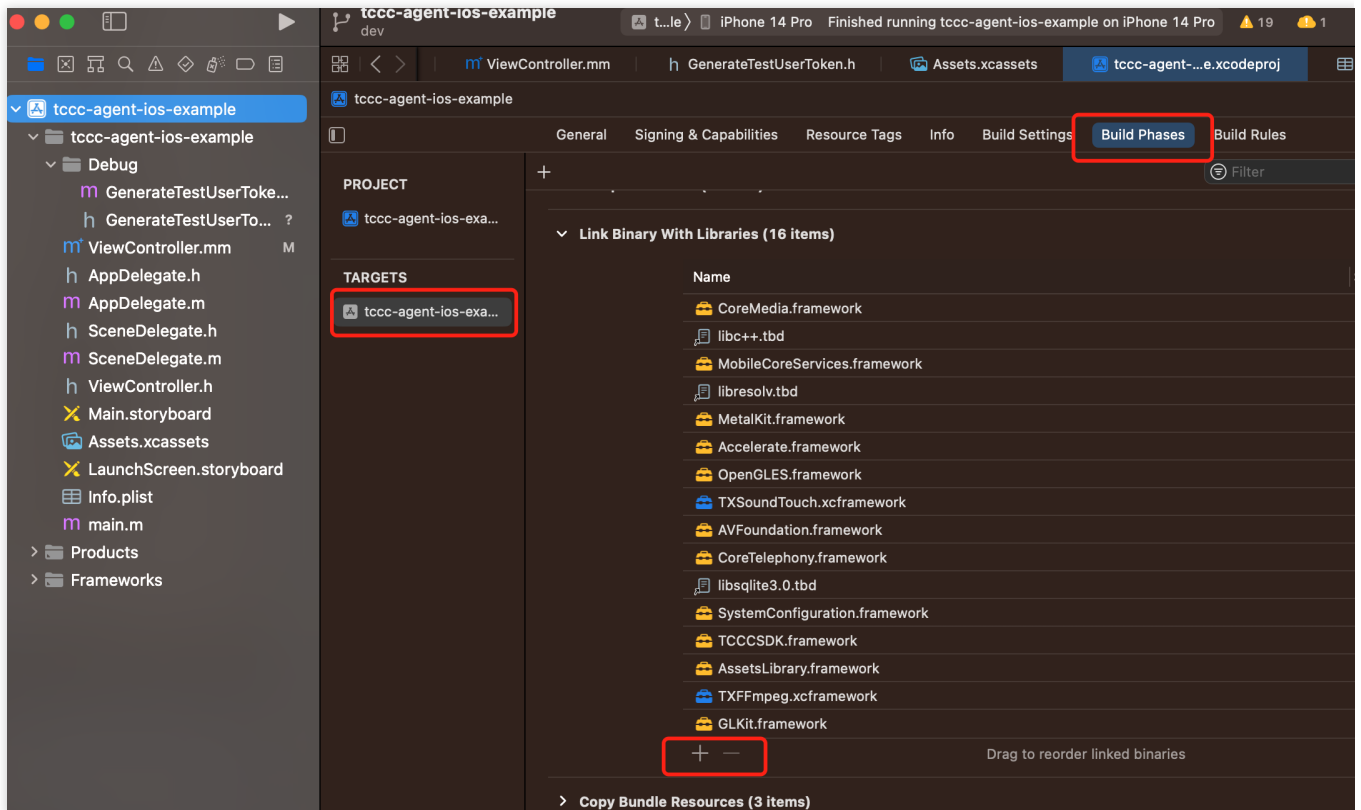 tccc-agent-ios-example
dev
t...le〉 iPhone 14 Pro Finished running tccc-agent-ios-example on iPhone 14 Pro 19 1
ViewController.mm
h GenerateTestUserToken.h
Assets.xcassets
tccc-agent-...e.xcodeproj
tccc-agent-ios-example
General
Signing & Capabilities
Resource Tags
Info
Build Settings
Build Phases
Build Rules
Filter
tccc-agent-ios-example
tccc-agent-ios-example
Debug
m GenerateTestUserToke...
h GenerateTestUserTo... ?
m ViewController.mm M
h AppDelegate.h
m AppDelegate.m
h SceneDelegate.h
m SceneDelegate.m
h ViewController.h
Main.storyboard
Assets.xcassets
LaunchScreen.storyboard
Info.plist
m main.m
Products
Frameworks
PROJECT
tccc-agent-ios-exa...
TARGETS
tccc-agent-ios-exa...
Link Binary With Libraries (16 items)
Name
CoreMedia.framework
libc++.tbd
MobileCoreServices.framework
libresolv.tbd
MetalKit.framework
Accelerate.framework
OpenGLES.framework
TXSoundTouch.xcframework
AVFoundation.framework
CoreTelephony.framework
libsqlite3.0.tbd
SystemConfiguration.framework
TCCCSDK.framework
AssetsLibrary.framework
TXFFmpeg.xcframework
GLKit.framework
Drag to reorder linked binaries
Copy Bundle Resources (3 items)